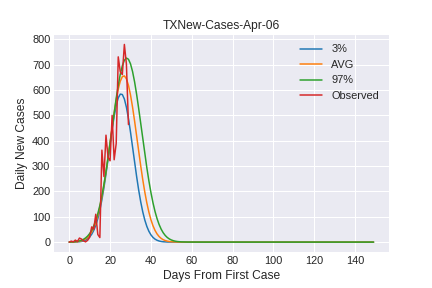 TXNew-Cases-Apr-06
800
700
600
500
400
300
200
100
0
Daily New Cases
3%
AVG
97%
Observed
0 20 40 60 80 100 120 140
Days From First Case